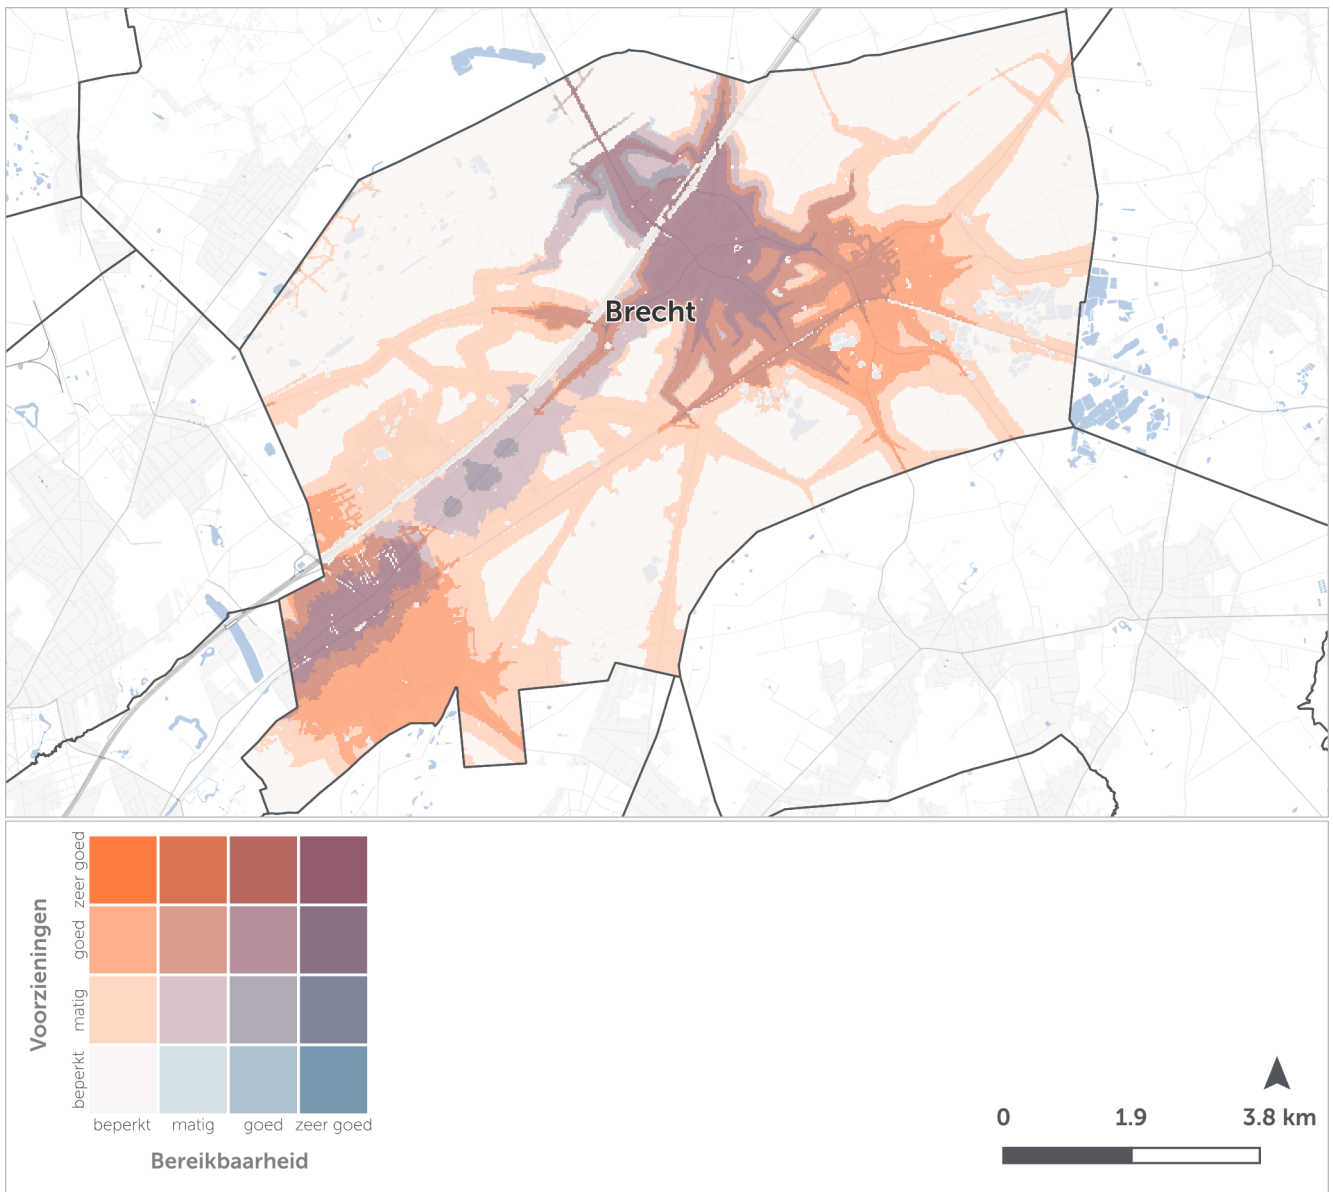 Brecht
Voorzieningen
zeer goed
goed
matig
beperkt
beperkt matig goed zeer goed
Bereikbaarheid
0 1.9 3.8 km